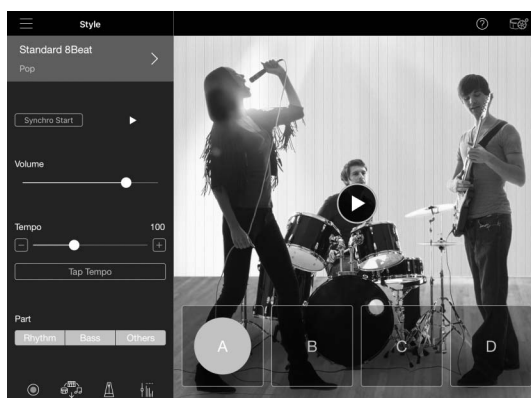 Style
Standard 8Beat
Pop
Synchro Start
Volume
Tempo 100
Tap Tempo
Part
Rhythm Bass Others
A B C D